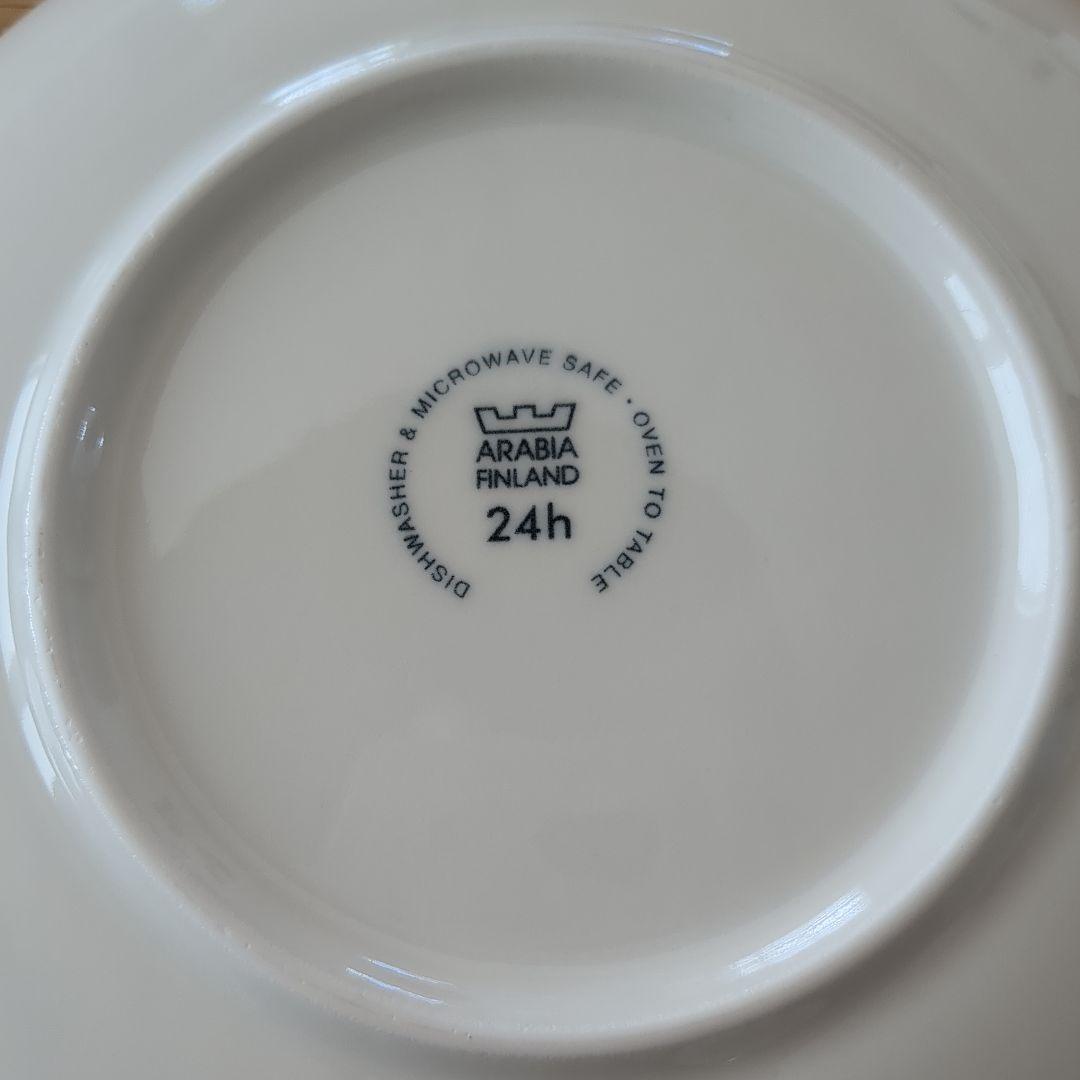 DISHWASHER & MICROWAVE SAFE · OVEN TO TABLE
ARABIA
FINLAND
24h